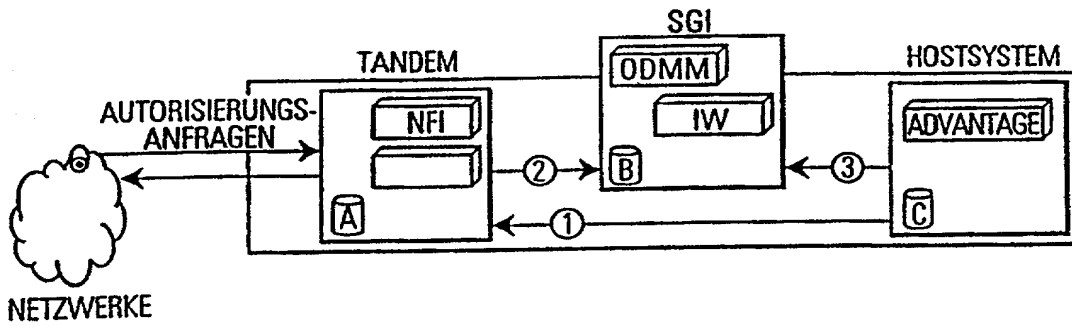 SGI
TANDEM
HOSTSYSTEM
ODMM
AUTORISIERUNGS-
ANFRAGEN
NFI
IW
ADVANTAGE
2
B
3
A
1
C
NETZWERKE